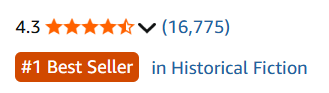 4.3 (16,775)
#1 Best Seller in Historical Fiction